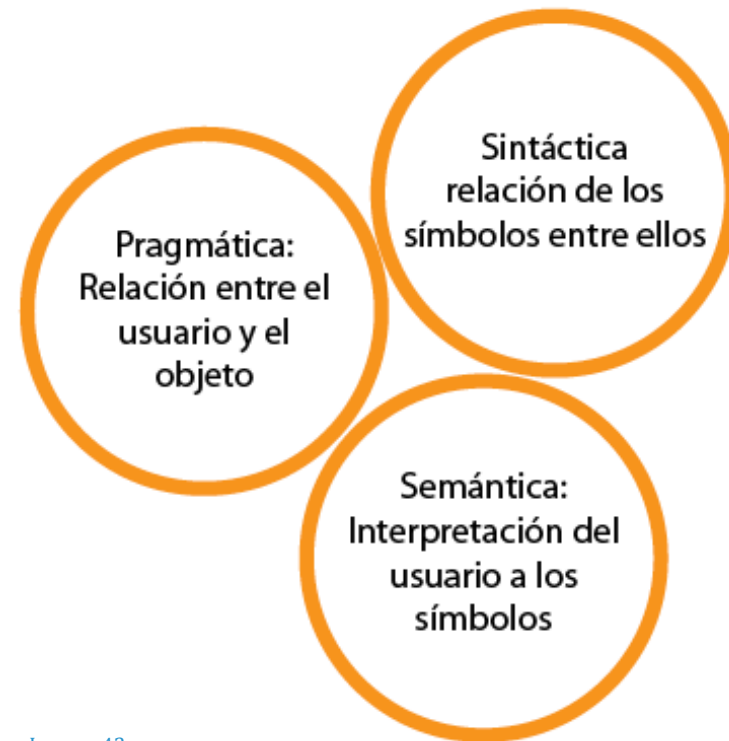 Sintáctica
relación de los
símbolos entre ellos
Pragmática:
Relación entre el
usuario y el
objeto
Semántica:
Interpretación del
usuario a los
símbolos